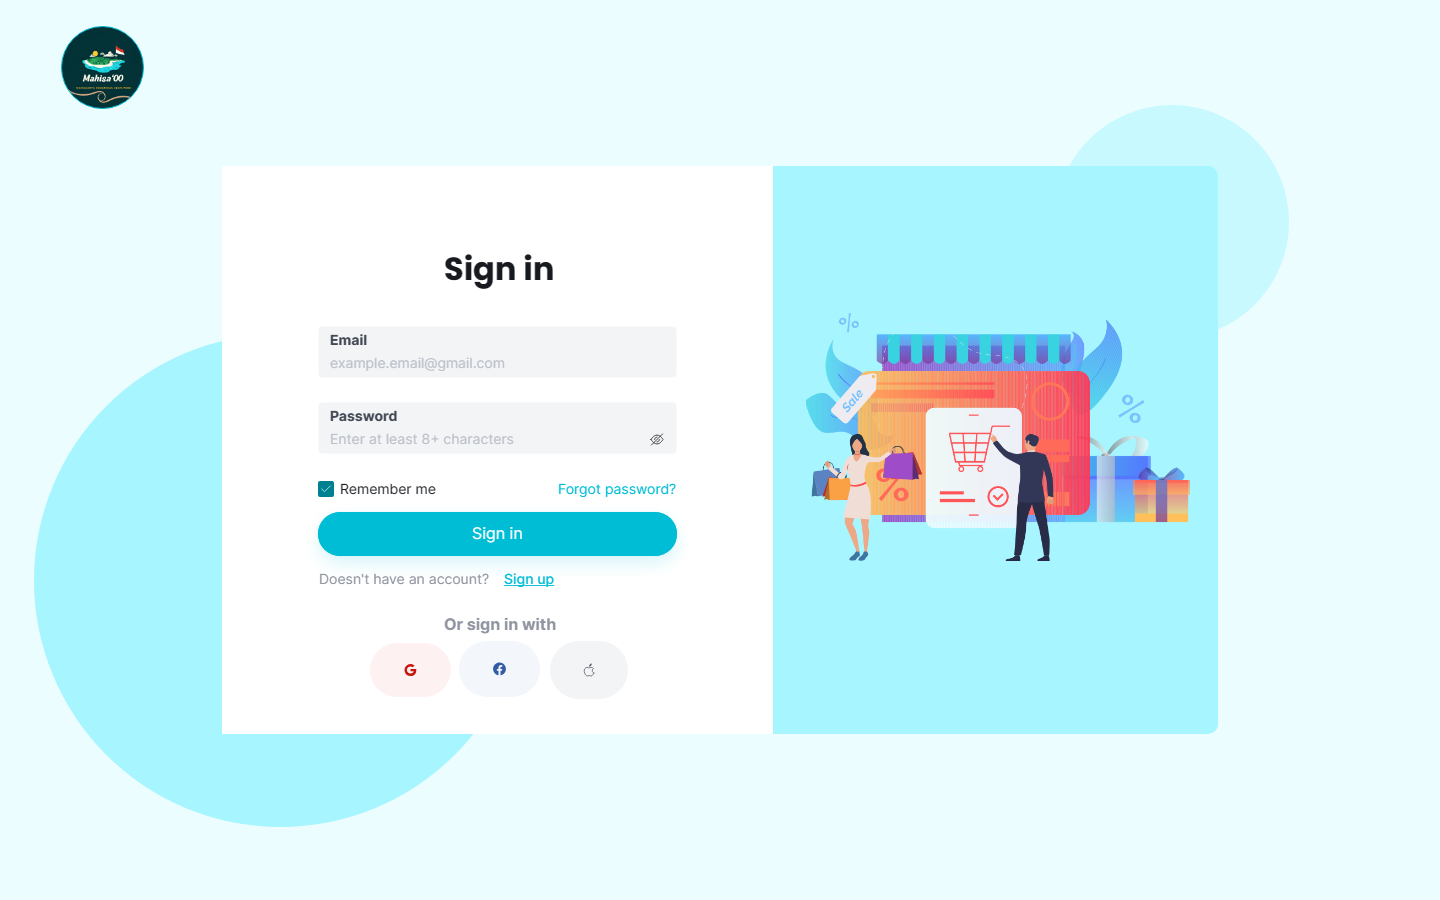 Mahisa'00
Sign in
Email
example.email@gmail.com
Password
Enter at least 8+ characters
Remember me
Forgot password?
Sign in
Doesn't have an account? Sign up
Or sign in with
G
%
Sale
%
%